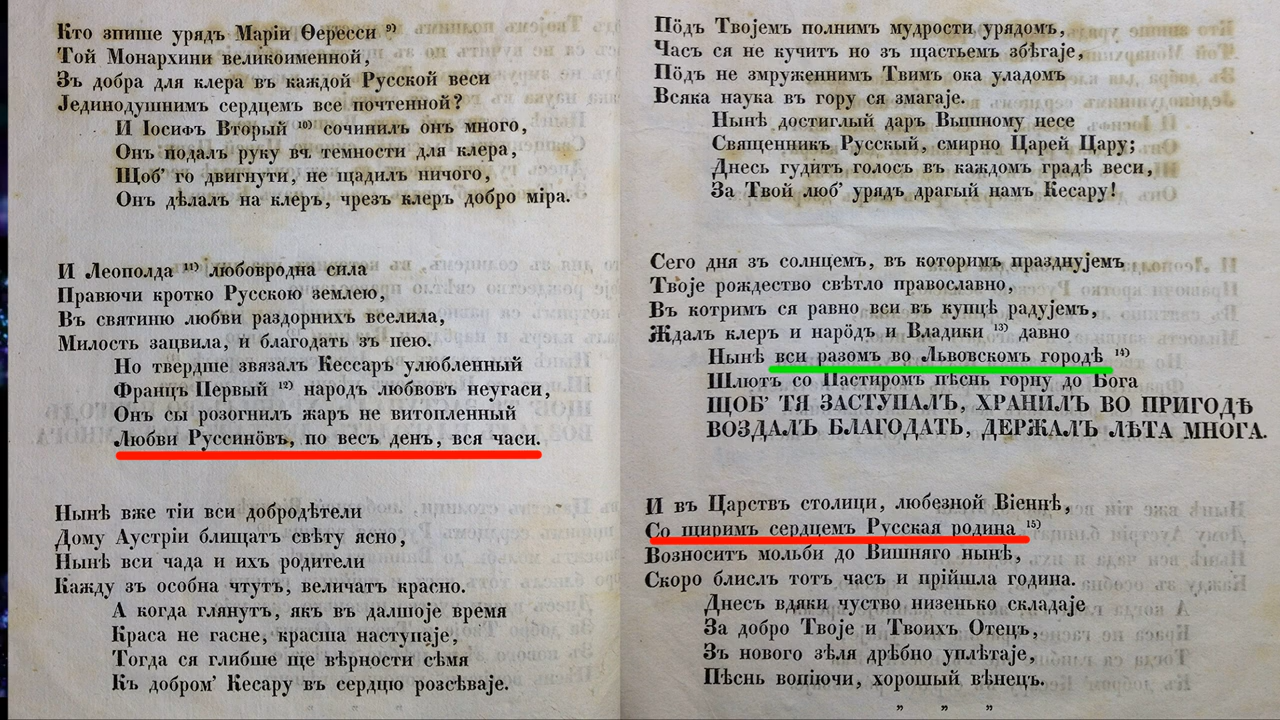 Кто зпише урядъ Маріи Ѳересси ⁹)
Той Монархини великоименной,
Зъ добра для клера въ каждой Русской веси
Јединодушнимъ сердцемъ все почтенной?
И Іосифъ Вторый ¹⁰) сочинилъ онъ много,
Онъ подалъ руку вч темности для клера,
Щоб' го двигнути, не щадилъ ничого,
Онъ дѣлалъ на клеръ, чрезъ клеръ добро міра.
И Леополда ¹¹) любовродна сила
Правючи кротко Русскою землею,
Въ святиню любви раздорнихъ вселила,
Милость зацвила, и благодать зъ нею.
Но твердше звязалъ Кессаръ улюбленный
Францъ Первый ¹²) народъ любковъ неугаси,
Онъ ся розогнилъ жаръ не витопленный
Любви Руссинӧвъ, по весъ денъ, вся часи.
Нынѣ вже тіи вси добродѣтели
Дому Аустріи блищатъ свѣту ясно,
Нынѣ вси чада и ихъ родители
Кажду зъ особна чтутъ, величатъ красно.
А когда глянутъ, якъ въ далшоје время
Краса не гасне, красша наступаје,
Тогда ся глибше ще вѣрности сѣмя
Къ добром' Кесару въ сердцю розсѣваје.
Пӧдъ Твојемъ полнимъ мудрости урядомъ,
Часъ ся не кучитъ но зъ щастьемъ збѣгаје,
Пӧдъ не змруженнимъ Твимъ ока уладомъ
Всяка наука въ гору ся змагаје.
Нынѣ достиглый даръ Вышному несе
Священникъ Русскый, смирно Царей Цару;
Днесь гудитъ голосъ въ каждомъ градѣ веси,
За Твой люб' урядъ драгый намъ Кесару!
Сего дня зъ солнцемъ, въ которимъ празднујемъ
Твоје рождество свѣтло православно,
Въ котримъ ся равно вси въ купцѣ радујемъ,
Ждалъ клеръ и нарӧдъ и Владики ¹³) давно
Нынѣ вси разомъ во Львовскомъ городѣ ¹⁴)
Шлютъ со Пастиромъ пѣснь горну до Бога
ЩОБ' ТЯ ЗАСТУПАЛЪ, ХРАНИЛЪ ВО ПРИГОДѢ
ВОЗДАЛЪ БЛАГОДАТЬ, ДЕРЖАЛЪ ЛѢТА МНОГА.
И въ Царствъ столици, любезной Віеннѣ,
Со щиримъ сердцемъ Русская родина ¹⁵)
Возноситъ мольби до Вишняго нынѣ,
Скоро блислъ тотъ часъ и прійшла година.
Днесъ вдяки чуство низенько складаје
За добро Твоје и Твоихъ Отецъ,
Зъ нового зѣля дрѣбно уплѣтаје,
Пѣснь вопіючи, хорошый вѣнецъ.
„ „ „